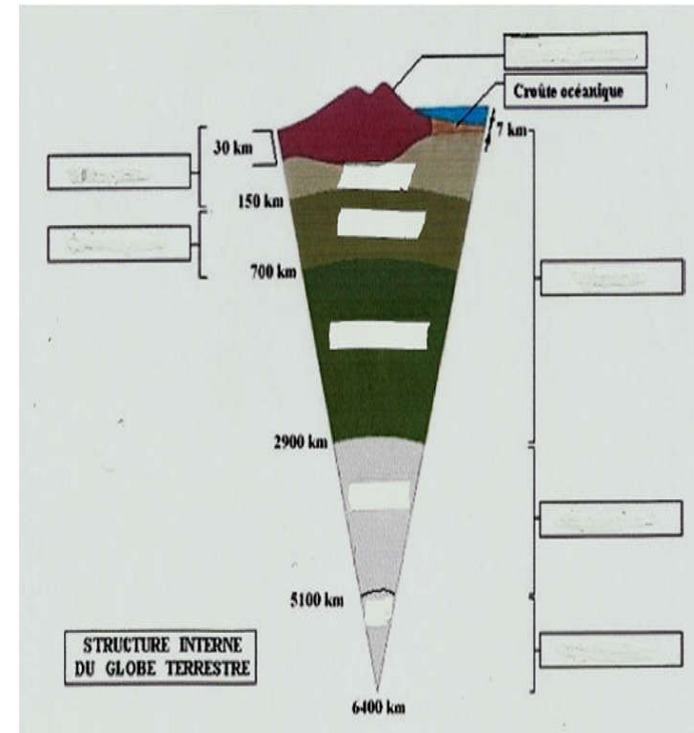 Croûte océanique
7 km
30 km
150 km
700 km
2900 km
5100 km
STRUCTURE INTERNE
DU GLOBE TERRESTRE
6400 km